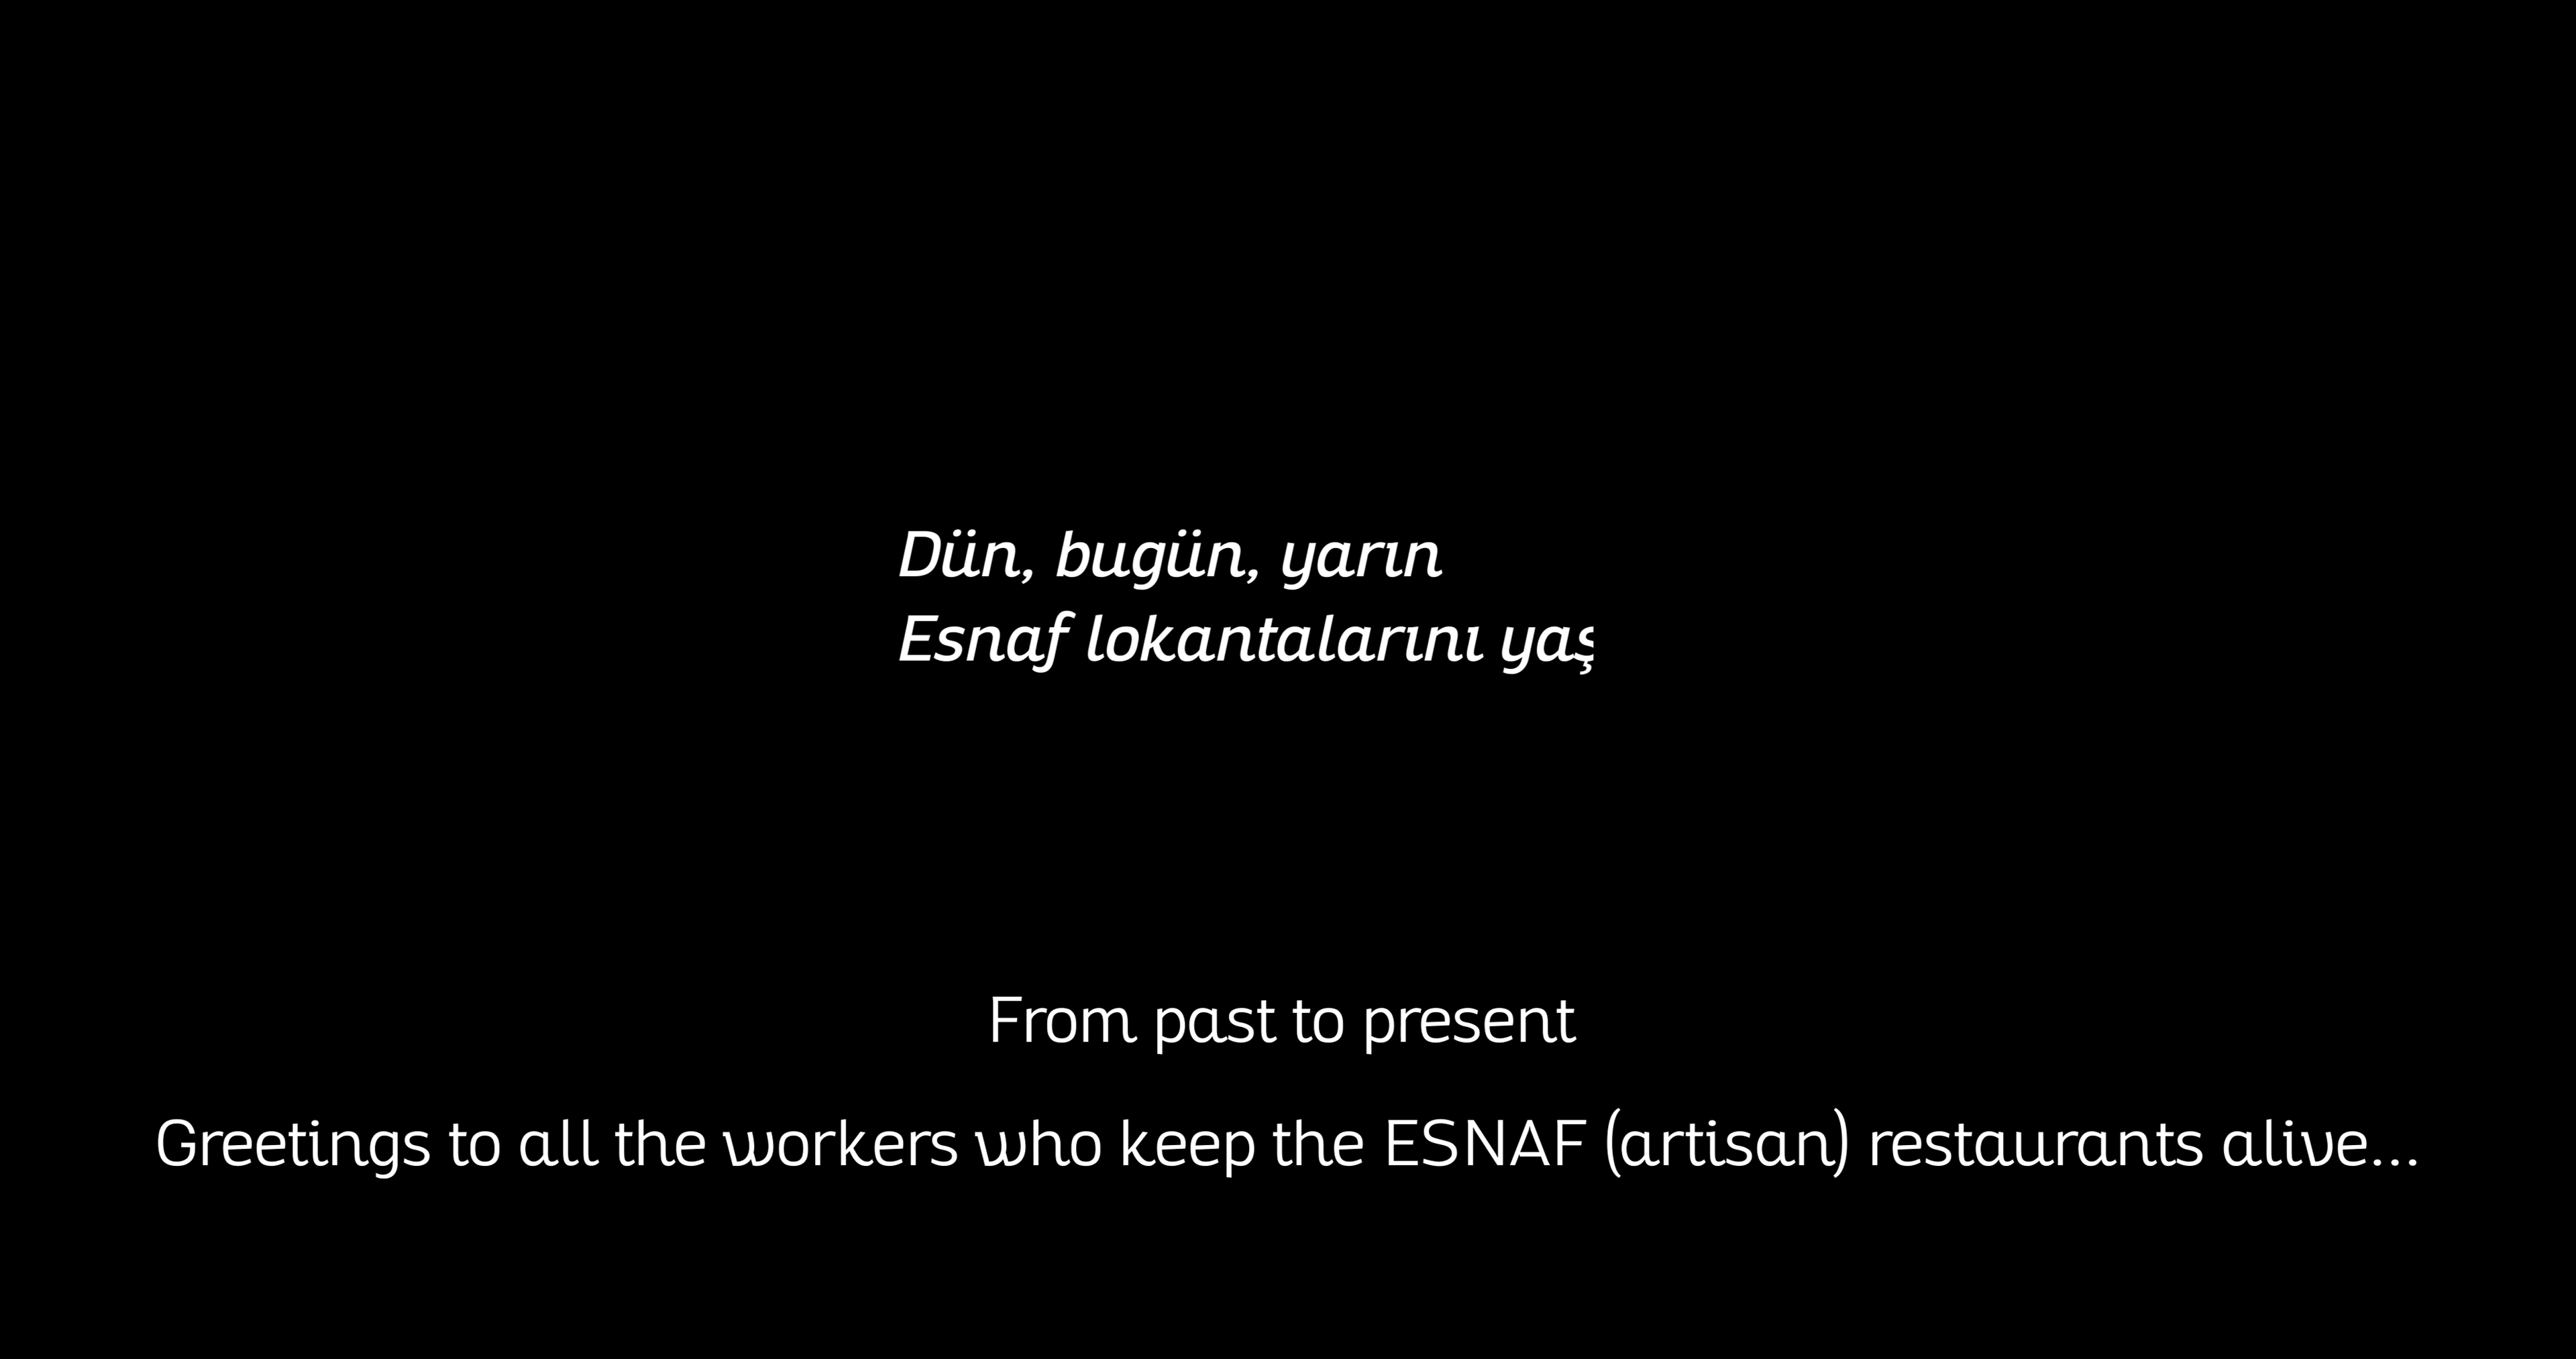 Dün, bugün, yarın
Esnaf lokantalarını yaş
From past to present
Greetings to all the workers who keep the ESNAF (artisan) restaurants alive...